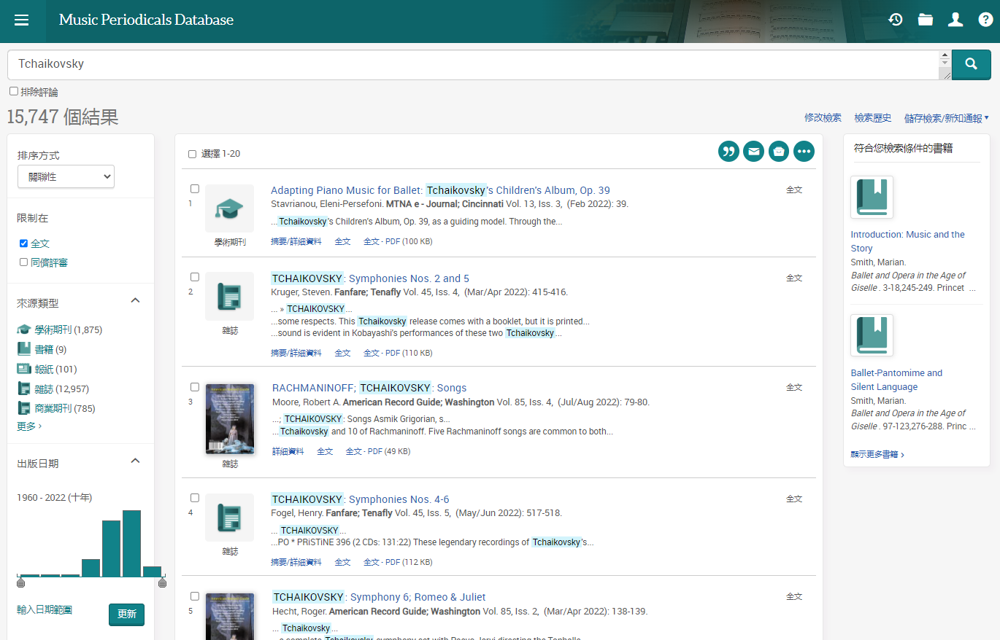 Music Periodicals Database
Tchaikovsky
排除評論
15,747 個結果
修改檢索 檢索歷史 儲存檢索/新知通報
排序方式
關聯性
限制在
全文
同儕評審
來源類型
學術期刊 (1,875)
書籍 (9)
報紙 (101)
雜誌 (12,957)
商業期刊 (785)
更多 ›
出版日期
1960 - 2022 (十年)
輸入日期範圍
更新
選擇 1-20
1
學術期刊
Adapting Piano Music for Ballet: Tchaikovsky's Children's Album, Op. 39
全文
Stavrianou, Eleni-Persefoni. MTNA e - Journal; Cincinnati Vol. 13, Iss. 3, (Feb 2022): 39.
...Tchaikovsky's Children's Album, Op. 39, as a guiding model. Through the...
摘要/詳細資料 全文 全文 - PDF (100 KB)
2
雜誌
TCHAIKOVSKY: Symphonies Nos. 2 and 5
全文
Kruger, Steven. Fanfare; Tenafly Vol. 45, Iss. 4, (Mar/Apr 2022): 415-416.
... » TCHAIKOVSKY...
...some respects. This Tchaikovsky release comes with a booklet, but it is printed...
...sound is evident in Kobayashi's performances of these two Tchaikovsky...
摘要/詳細資料 全文 全文 - PDF (110 KB)
3
雜誌
RACHMANINOFF; TCHAIKOVSKY: Songs
全文
Moore, Robert A. American Record Guide; Washington Vol. 85, Iss. 4, (Jul/Aug 2022): 79-80.
...; TCHAIKOVSKY: Songs Asmik Grigorian, s...
...Tchaikovsky and 10 of Rachmaninoff. Five Rachmaninoff songs are common to both...
詳細資料 全文 全文 - PDF (49 KB)
4
雜誌
TCHAIKOVSKY: Symphonies Nos. 4-6
全文
Fogel, Henry. Fanfare; Tenafly Vol. 45, Iss. 5, (May/Jun 2022): 517-518.
... TCHAIKOVSKY...
...PO * PRiSTiNE 396 (2 CDs: 131:22) These legendary recordings of Tchaikovsky's...
摘要/詳細資料 全文 全文 - PDF (112 KB)
5
TCHAIKOVSKY: Symphony 6; Romeo & Juliet
全文
Hecht, Roger. American Record Guide; Washington Vol. 85, Iss. 2, (Mar/Apr 2022): 138-139.
... Tchaikovsky...
符合您檢索條件的書籍
Introduction: Music and the
Story
Smith, Marian.
Ballet and Opera in the Age of
Giselle . 3-18,245-249. Princet ...
Ballet-Pantomime and
Silent Language
Smith, Marian.
Ballet and Opera in the Age of
Giselle . 97-123,276-288. Princ ...
顯示更多書籍 ›